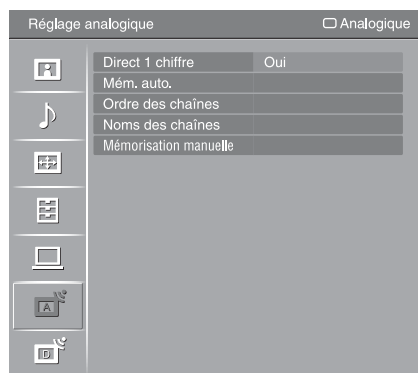 Réglage analogique Analogique
Direct 1 chiffre Oui
Mém. auto.
Ordre des chaînes
Noms des chaînes
Mémorisation manuelle
A
D